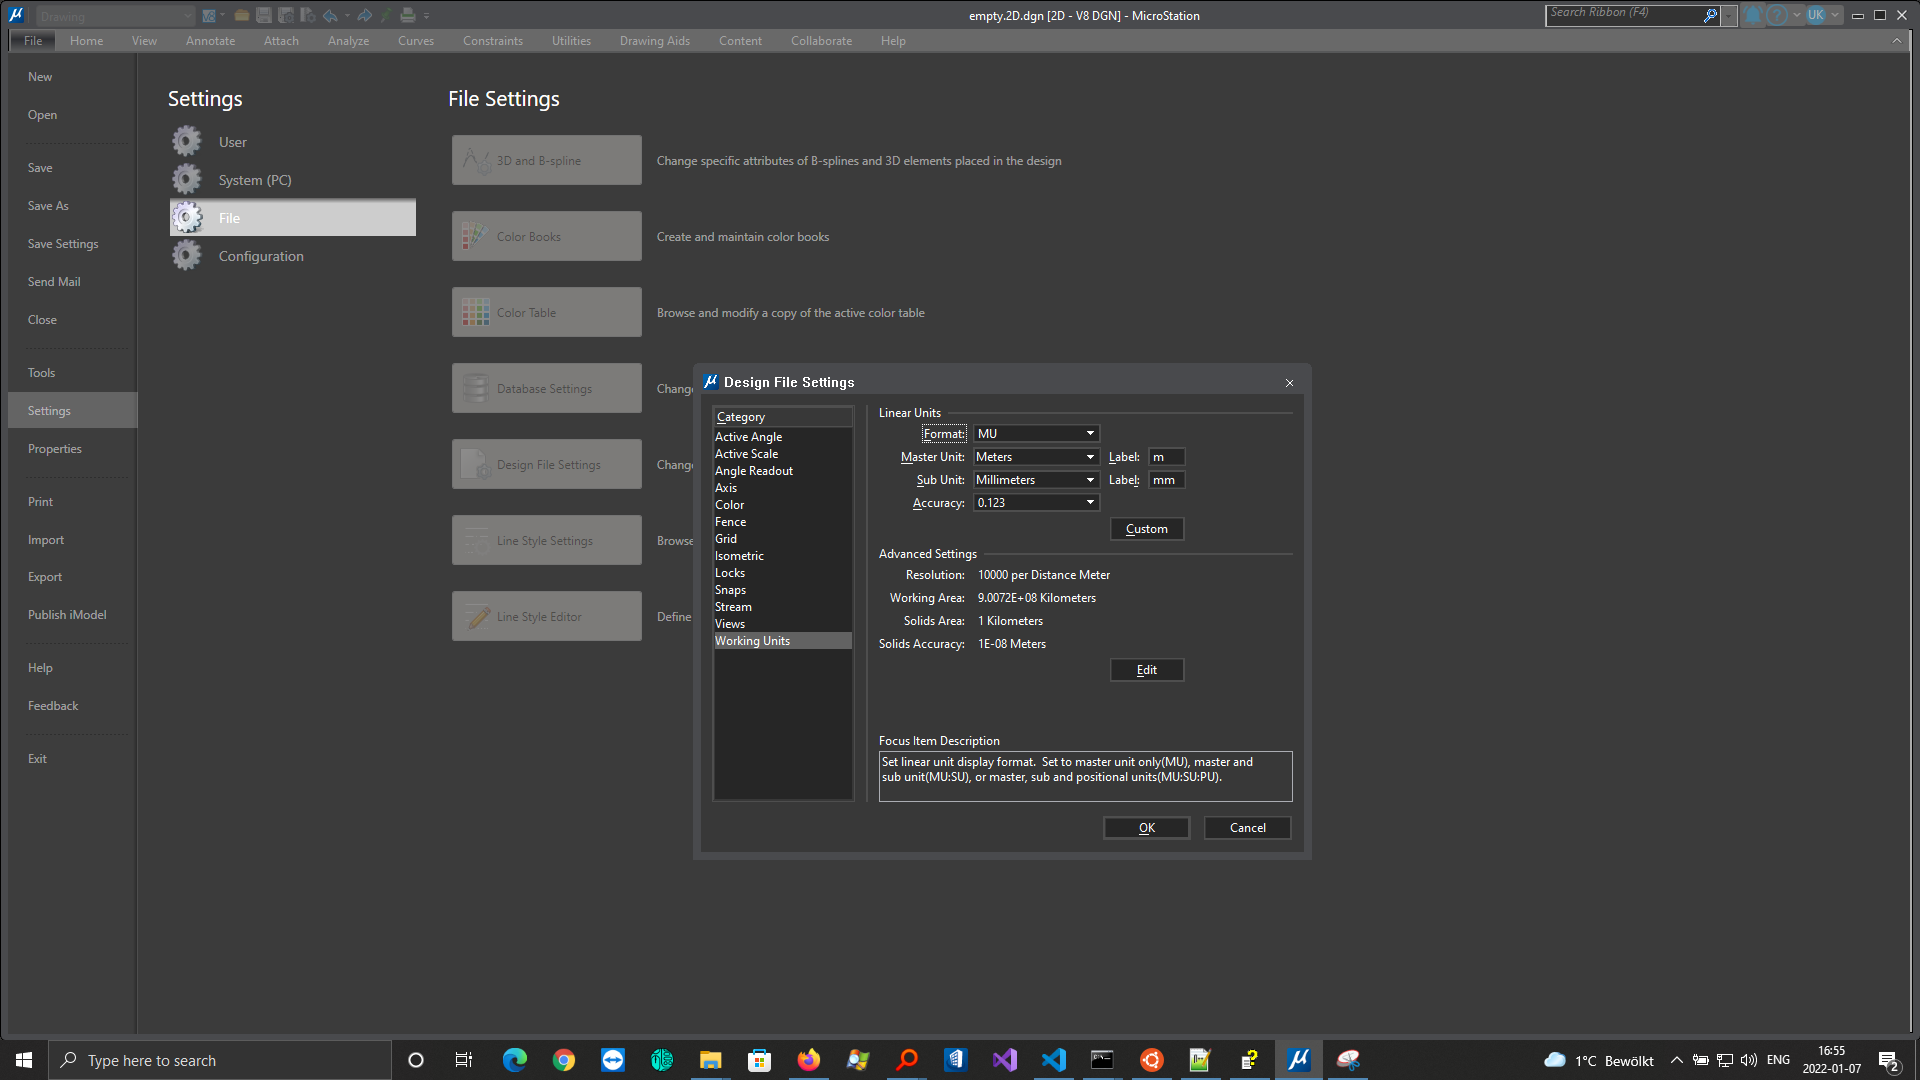 Drawing
empty.2D.dgn [2D - V8 DGN] - MicroStation
Search Ribbon (F4)
UK
File
Home
View
Annotate
Attach
Analyze
Curves
Constraints
Utilities
Drawing Aids
Content
Collaborate
Help
New
Open
Save
Save As
Save Settings
Send Mail
Close
Tools
Settings
Properties
Print
Import
Export
Publish iModel
Help
Feedback
Exit
Settings
User
System (PC)
File
Configuration
File Settings
3D and B-spline
Change specific attributes of B-splines and 3D elements placed in the design
Color Books
Create and maintain color books
Color Table
Browse and modify a copy of the active color table
Database Settings
Change
Design File Settings
Change
Line Style Settings
Browse
Line Style Editor
Define
Design File Settings
Category
Active Angle
Active Scale
Angle Readout
Axis
Color
Fence
Grid
Isometric
Locks
Snaps
Stream
Views
Working Units
Linear Units
Format: MU
Master Unit: Meters Label: m
Sub Unit: Millimeters Label: mm
Accuracy: 0.123
Custom
Advanced Settings
Resolution: 10000 per Distance Meter
Working Area: 9.0072E+08 Kilometers
Solids Area: 1 Kilometers
Solids Accuracy: 1E-08 Meters
Edit
Focus Item Description
Set linear unit display format. Set to master unit only(MU), master and
sub unit(MU:SU), or master, sub and positional units(MU:SU:PU).
OK
Cancel
Type here to search
1°C Bewölkt
ENG
16:55
2022-01-07
2